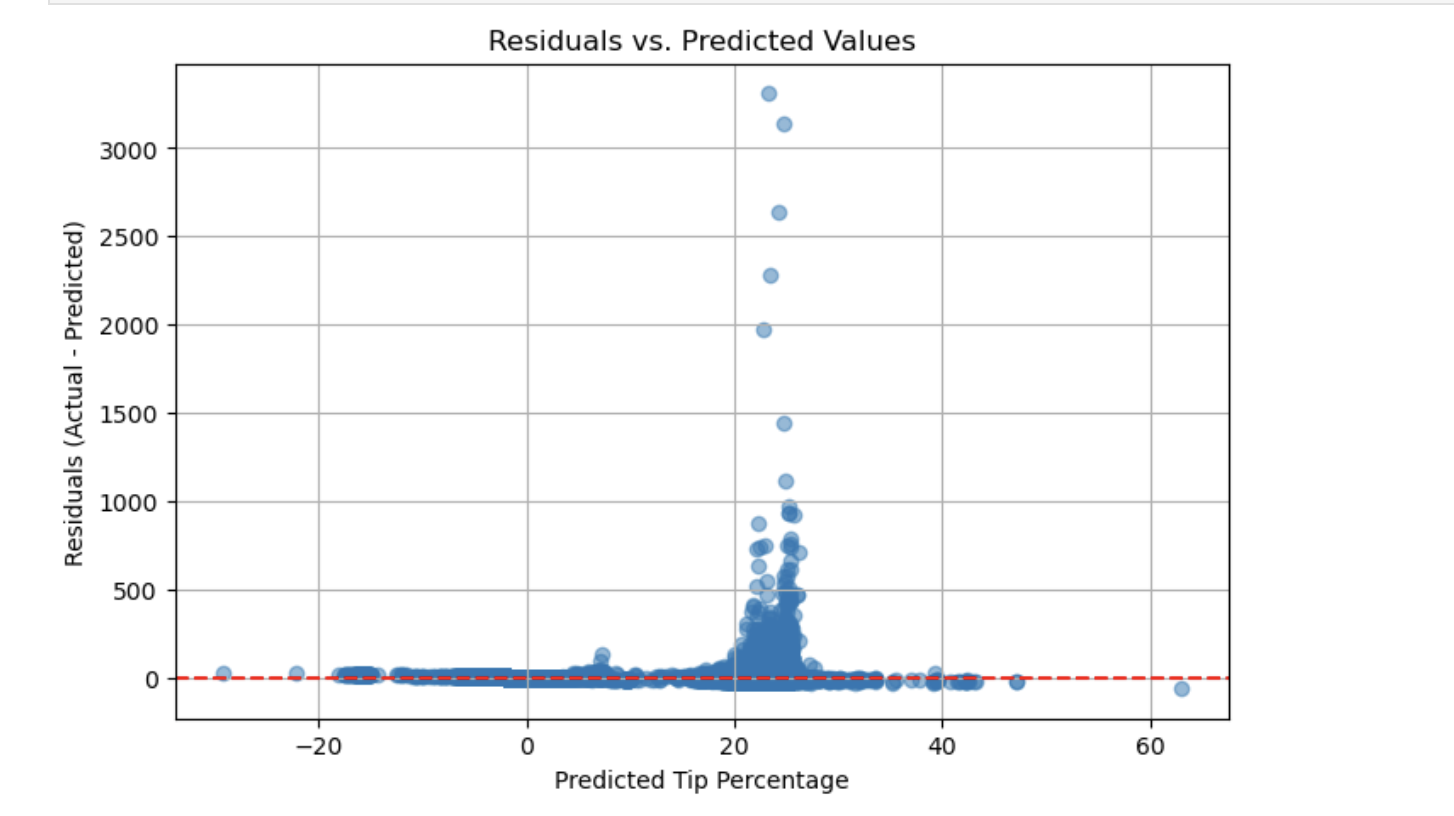 Residuals vs. Predicted Values
Residuals (Actual - Predicted)
3000
2500
2000
1500
1000
500
0
−20 0 20 40 60
Predicted Tip Percentage